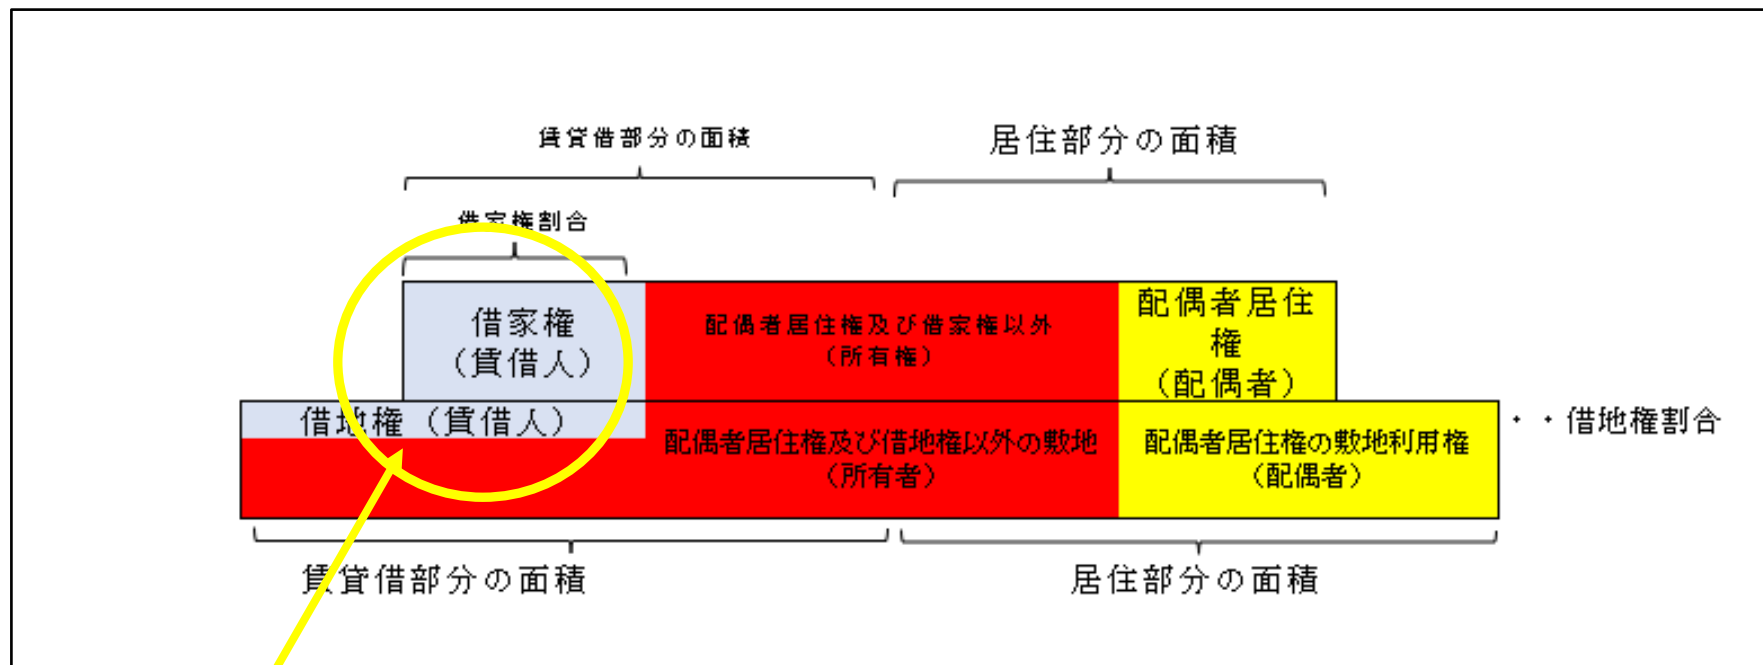 賃貸借部分の面積
居住部分の面積
借家権割合
借家権
（賃借人）
配偶者居住権及び借家権以外
（所有権）
配偶者居住
権
（配偶者）
借地権（賃借人）
配偶者居住権及び借地権以外の敷地
（所有者）
配偶者居住権の敷地利用権
（配偶者）
・・借地権割合
賃貸借部分の面積
居住部分の面積